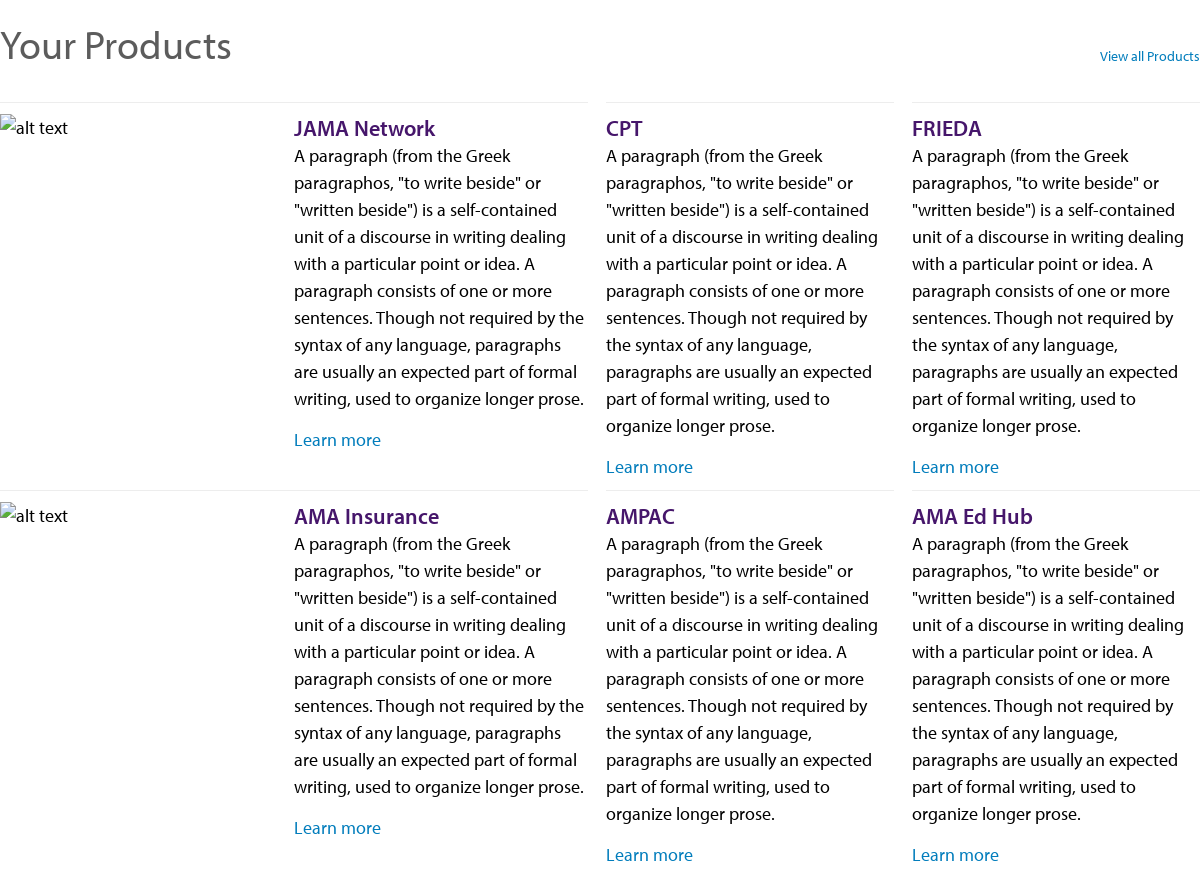 Your Products
View all Products
alt text
JAMA Network
A paragraph (from the Greek
paragraphos, "to write beside" or
"written beside") is a self-contained
unit of a discourse in writing dealing
with a particular point or idea. A
paragraph consists of one or more
sentences. Though not required by the
syntax of any language, paragraphs
are usually an expected part of formal
writing, used to organize longer prose.
Learn more
CPT
A paragraph (from the Greek
paragraphos, "to write beside" or
"written beside") is a self-contained
unit of a discourse in writing dealing
with a particular point or idea. A
paragraph consists of one or more
sentences. Though not required by
the syntax of any language,
paragraphs are usually an expected
part of formal writing, used to
organize longer prose.
Learn more
FRIEDA
A paragraph (from the Greek
paragraphos, "to write beside" or
"written beside") is a self-contained
unit of a discourse in writing dealing
with a particular point or idea. A
paragraph consists of one or more
sentences. Though not required by
the syntax of any language,
paragraphs are usually an expected
part of formal writing, used to
organize longer prose.
Learn more
alt text
AMA Insurance
A paragraph (from the Greek
paragraphos, "to write beside" or
"written beside") is a self-contained
unit of a discourse in writing dealing
with a particular point or idea. A
paragraph consists of one or more
sentences. Though not required by the
syntax of any language, paragraphs
are usually an expected part of formal
writing, used to organize longer prose.
Learn more
AMPAC
A paragraph (from the Greek
paragraphos, "to write beside" or
"written beside") is a self-contained
unit of a discourse in writing dealing
with a particular point or idea. A
paragraph consists of one or more
sentences. Though not required by
the syntax of any language,
paragraphs are usually an expected
part of formal writing, used to
organize longer prose.
Learn more
AMA Ed Hub
A paragraph (from the Greek
paragraphos, "to write beside" or
"written beside") is a self-contained
unit of a discourse in writing dealing
with a particular point or idea. A
paragraph consists of one or more
sentences. Though not required by
the syntax of any language,
paragraphs are usually an expected
part of formal writing, used to
organize longer prose.
Learn more